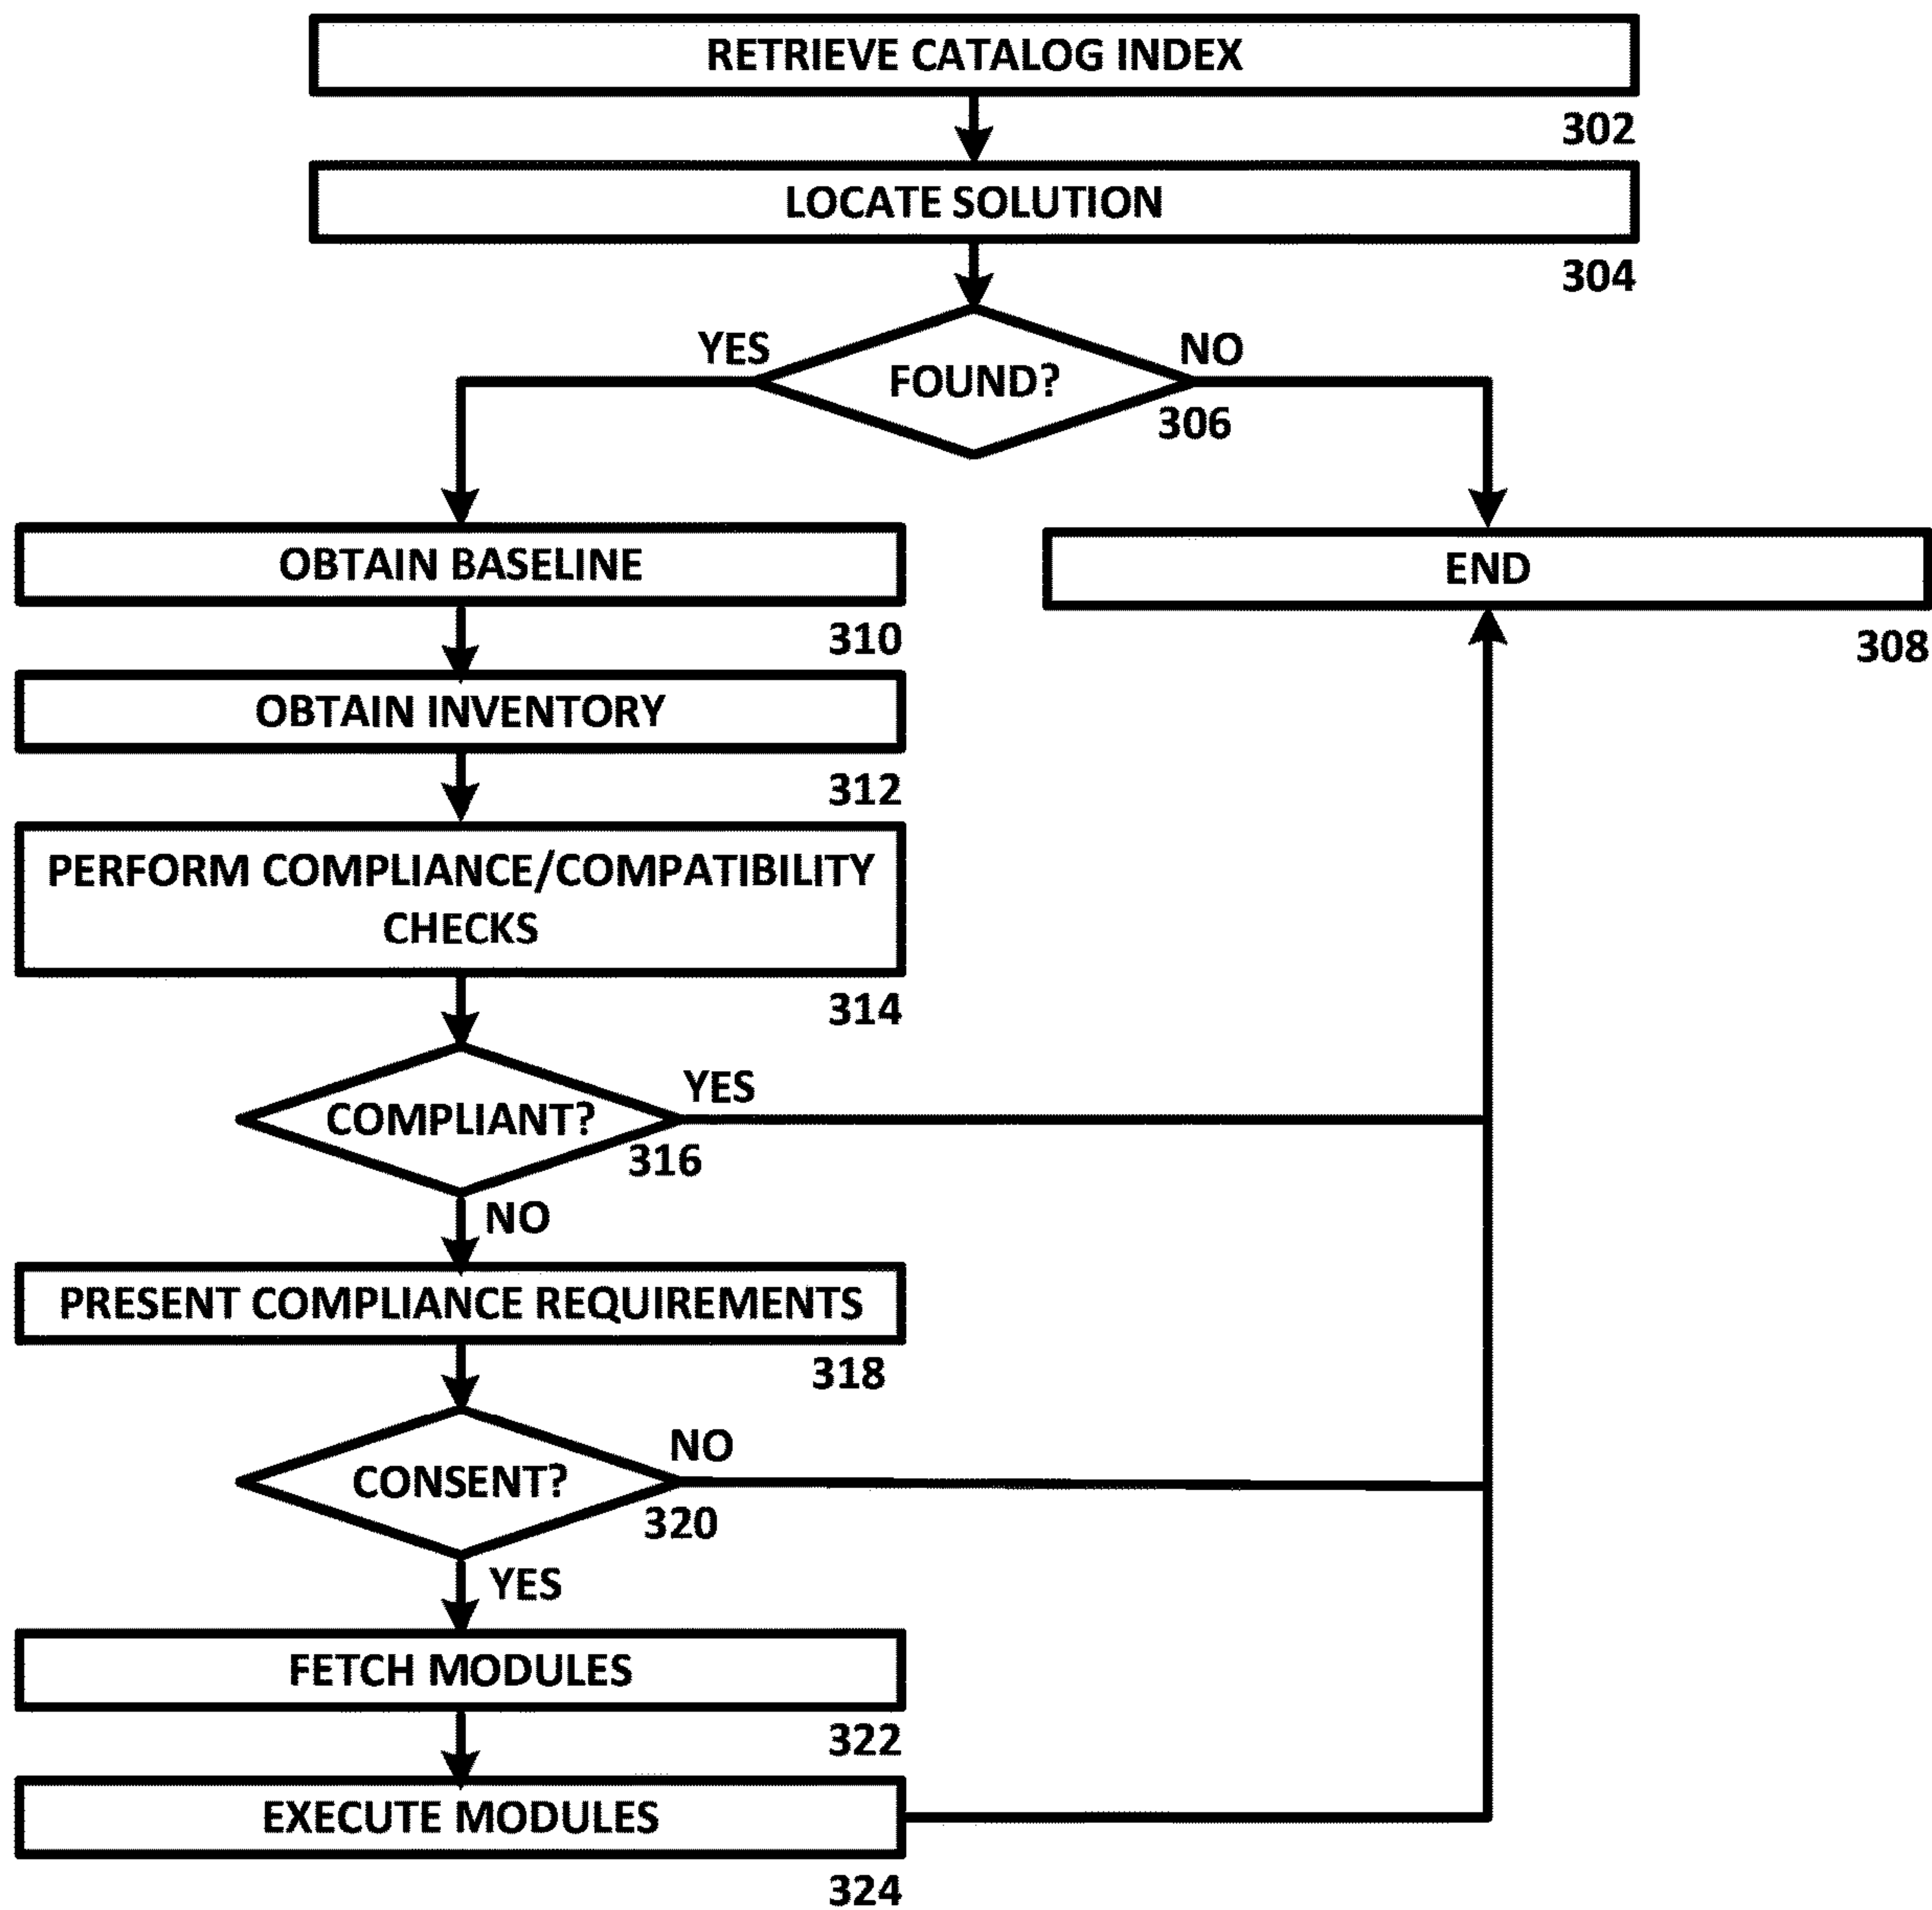 RETRIEVE CATALOG INDEX
302
LOCATE SOLUTION
304
YES
NO
FOUND?
306
OBTAIN BASELINE
310
END
308
OBTAIN INVENTORY
312
PERFORM COMPLIANCE/COMPATIBILITY
CHECKS
314
COMPLIANT?
YES
316
NO
PRESENT COMPLIANCE REQUIREMENTS
318
CONSENT?
NO
320
YES
FETCH MODULES
322
EXECUTE MODULES
324